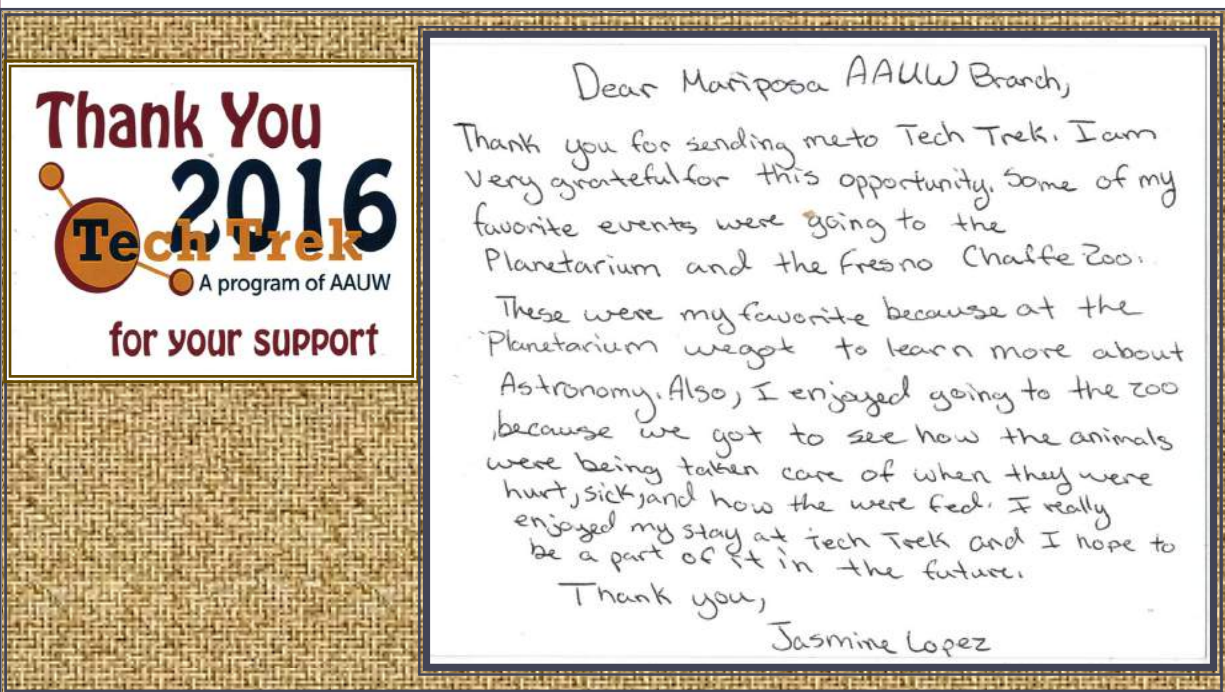 Thank You
2016
Tech Trek
A program of AAUW
for your support
Dear Mariposa AAUW Branch,
Thank you for sending me to Tech Trek. I am
very grateful for this opportunity. Some of my
favorite events were going to the
Planetarium and the Fresno Chaffe Zoo.
These were my favorite because at the
Planetarium we got to learn more about
Astronomy. Also, I enjoyed going to the zoo
,because we got to see how the animals
were being taken care of when they were
hurt, sick, and how the were fed. I really
enjoyed my stay at Tech Trek and I hope to
be a part of it in the future.
Thank you,
Jasmine Lopez